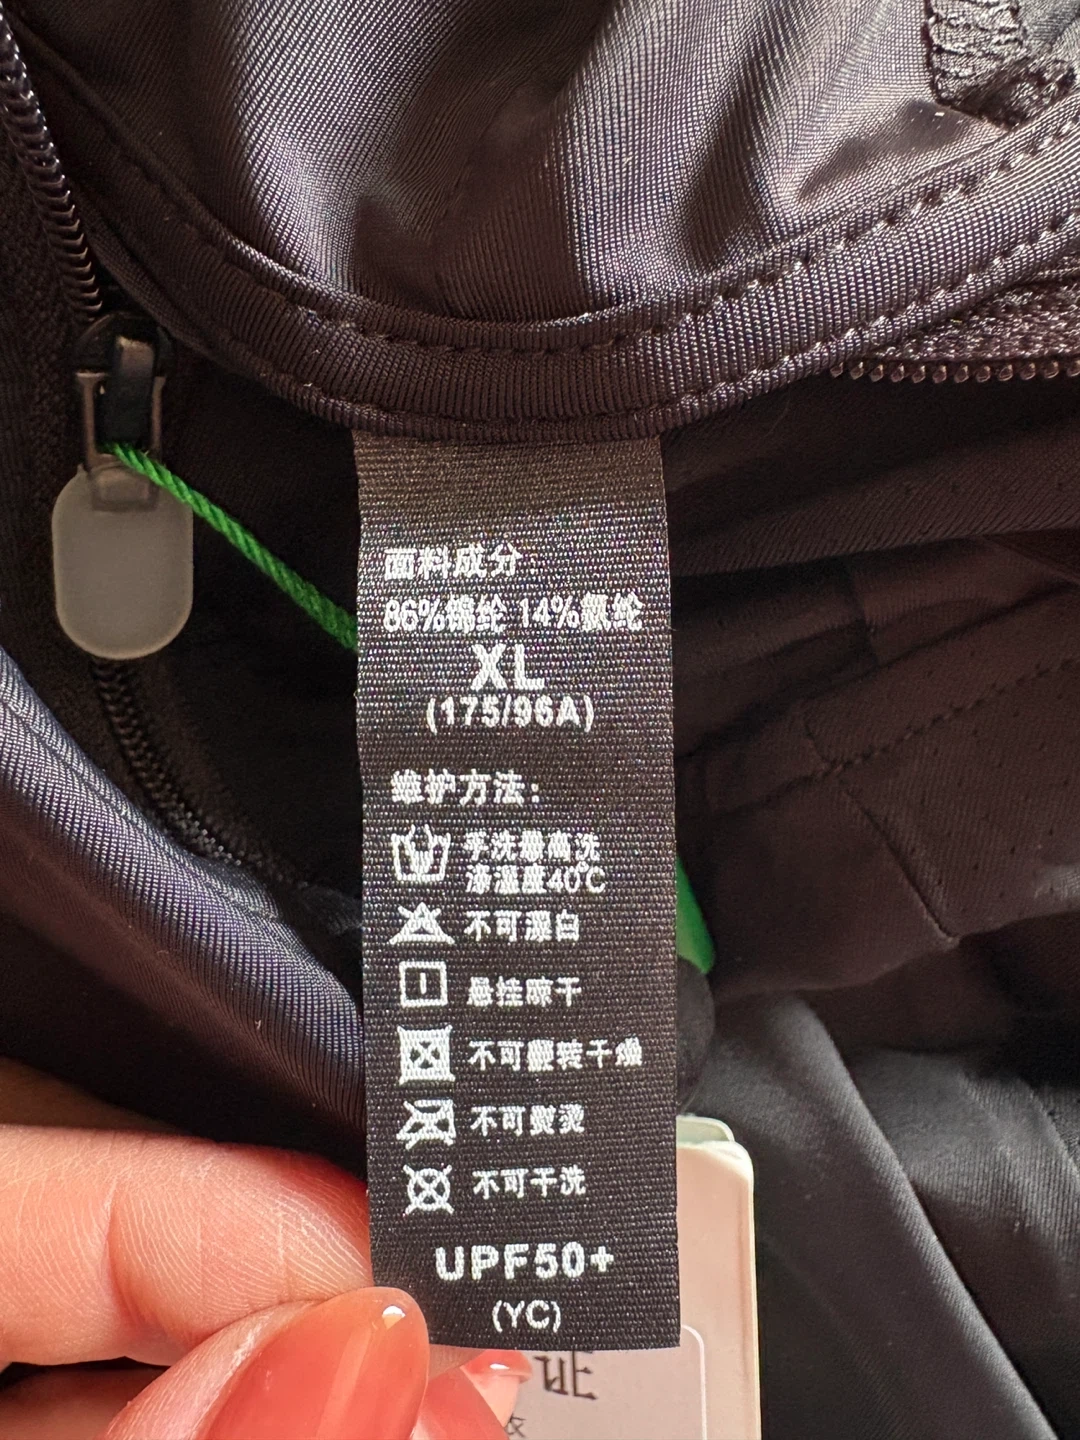 面料成分:
86%锦纶 14%氨纶
XL
(175/96A)
维护方法:
手洗最高洗
涤温度40℃
不可漂白
悬挂晾干
不可翻转干燥
不可熨烫
不可干洗
UPF50+
(YC)